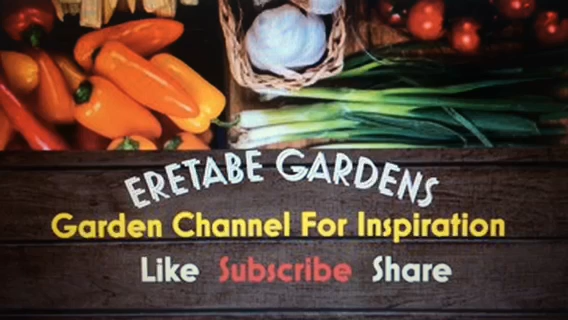 ERETABE GARDENS
Garden Channel For Inspiration
Like Subscribe Share